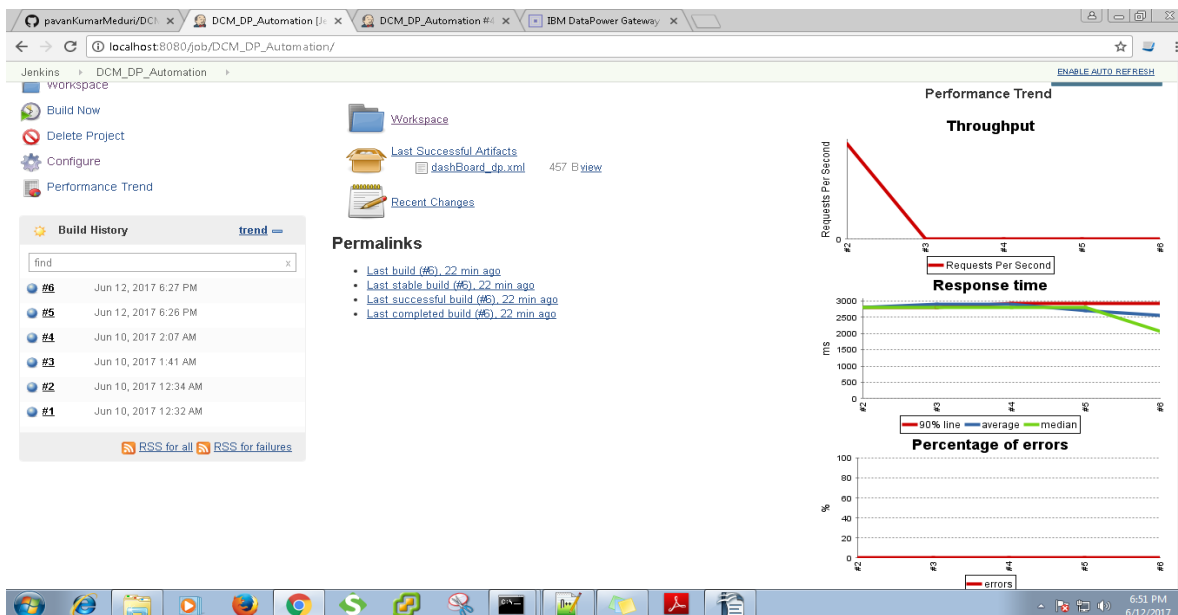 pavanKumarMeduri/DCM
DCM_DP_Automation [Je
DCM_DP_Automation #4
IBM DataPower Gateway
localhost:8080/job/DCM_DP_Automation/
Jenkins DCM_DP_Automation ENABLE AUTO REFRESH
Workspace
Build Now
Delete Project
Configure
Performance Trend
Build History trend
find x
#6 Jun 12, 2017 6:27 PM
#5 Jun 12, 2017 6:26 PM
#4 Jun 10, 2017 2:07 AM
#3 Jun 10, 2017 1:41 AM
#2 Jun 10, 2017 12:34 AM
#1 Jun 10, 2017 12:32 AM
RSS for all RSS for failures
Workspace
Last Successful Artifacts
dashBoard_dp.xml 457 B view
Recent Changes
Permalinks
Last build (#6), 22 min ago
Last stable build (#6), 22 min ago
Last successful build (#6), 22 min ago
Last completed build (#6), 22 min ago
Performance Trend
Throughput
Requests Per Second
0
#2 #3 #4 #5 #6
Requests Per Second
Response time
ms
3000
2500
2000
1500
1000
500
0
#2 #3 #4 #5 #6
90% line average median
Percentage of errors
%
100
80
60
40
20
0
#2 #3 #4 #5 #6
errors
6:51 PM
6/12/2017